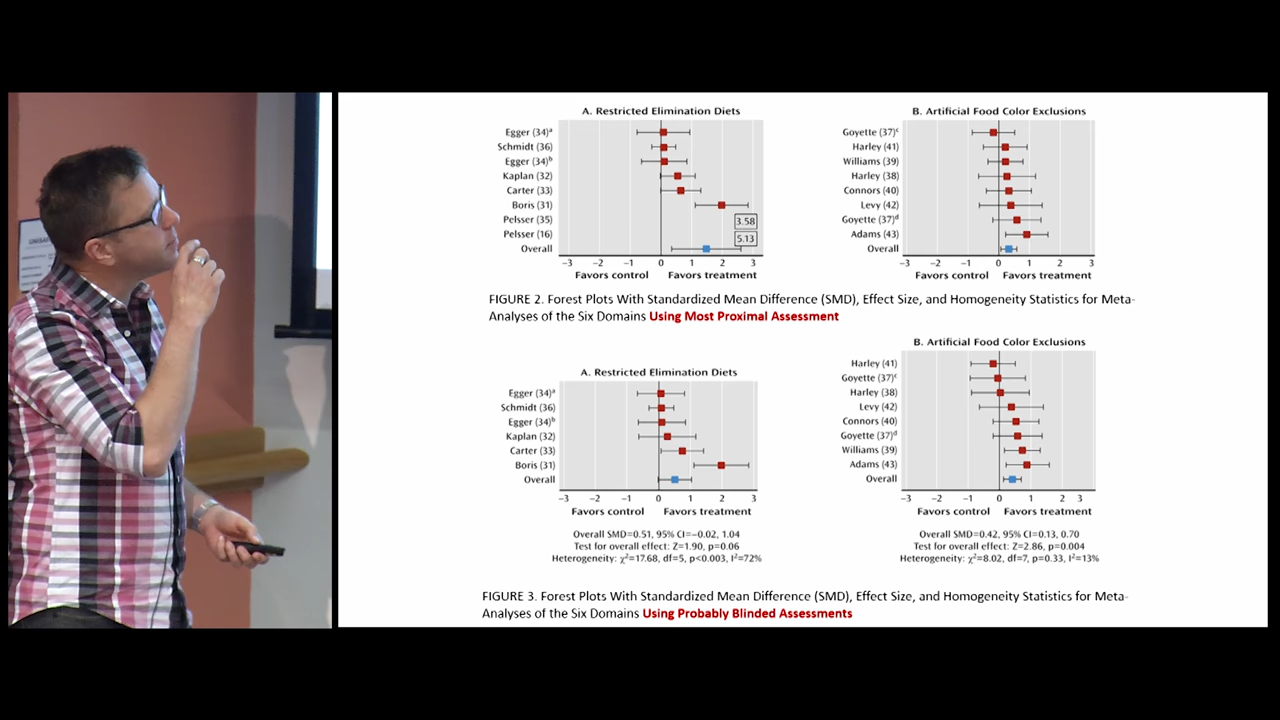 A. Restricted Elimination Diets
Egger (34)ᵃ
Schmidt (36)
Egger (34)ᵇ
Kaplan (32)
Carter (33)
Boris (31)
Pelsser (35)
Pelsser (16)
Overall
3.58
5.13
−3 −2 −1 0 1 2 3
Favors control Favors treatment
B. Artificial Food Color Exclusions
Goyette (37)ᶜ
Harley (41)
Williams (39)
Harley (38)
Connors (40)
Levy (42)
Goyette (37)ᵈ
Adams (43)
Overall
−3 −2 −1 0 1 2 3
Favors control Favors treatment
FIGURE 2. Forest Plots With Standardized Mean Difference (SMD), Effect Size, and Homogeneity Statistics for Meta-
Analyses of the Six Domains Using Most Proximal Assessment
A. Restricted Elimination Diets
Egger (34)ᵃ
Schmidt (36)
Egger (34)ᵇ
Kaplan (32)
Carter (33)
Boris (31)
Overall
−3 −2 −1 0 1 2 3
Favors control Favors treatment
Overall SMD=0.51, 95% CI=−0.02, 1.04
Test for overall effect: Z=1.90, p=0.06
Heterogeneity: χ²=17.68, df=5, p<0.003, I²=72%
B. Artificial Food Color Exclusions
Harley (41)
Goyette (37)ᶜ
Harley (38)
Levy (42)
Connors (40)
Goyette (37)ᵈ
Williams (39)
Adams (43)
Overall
−3 −2 −1 0 1 2 3
Favors control Favors treatment
Overall SMD=0.42, 95% CI=0.13, 0.70
Test for overall effect: Z=2.86, p=0.004
Heterogeneity: χ²=8.02, df=7, p=0.33, I²=13%
FIGURE 3. Forest Plots With Standardized Mean Difference (SMD), Effect Size, and Homogeneity Statistics for Meta-
Analyses of the Six Domains Using Probably Blinded Assessments